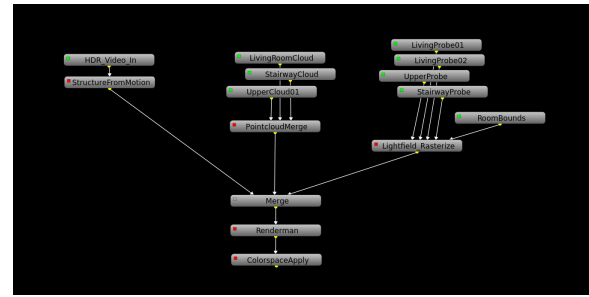 HDR_Video_In
StructureFromMotion
LivingRoomCloud
StairwayCloud
UpperCloud01
PointcloudMerge
LivingProbe01
LivingProbe02
UpperProbe
StairwayProbe
RoomBounds
Lightfield_Rasterize
Merge
Renderman
ColorspaceApply